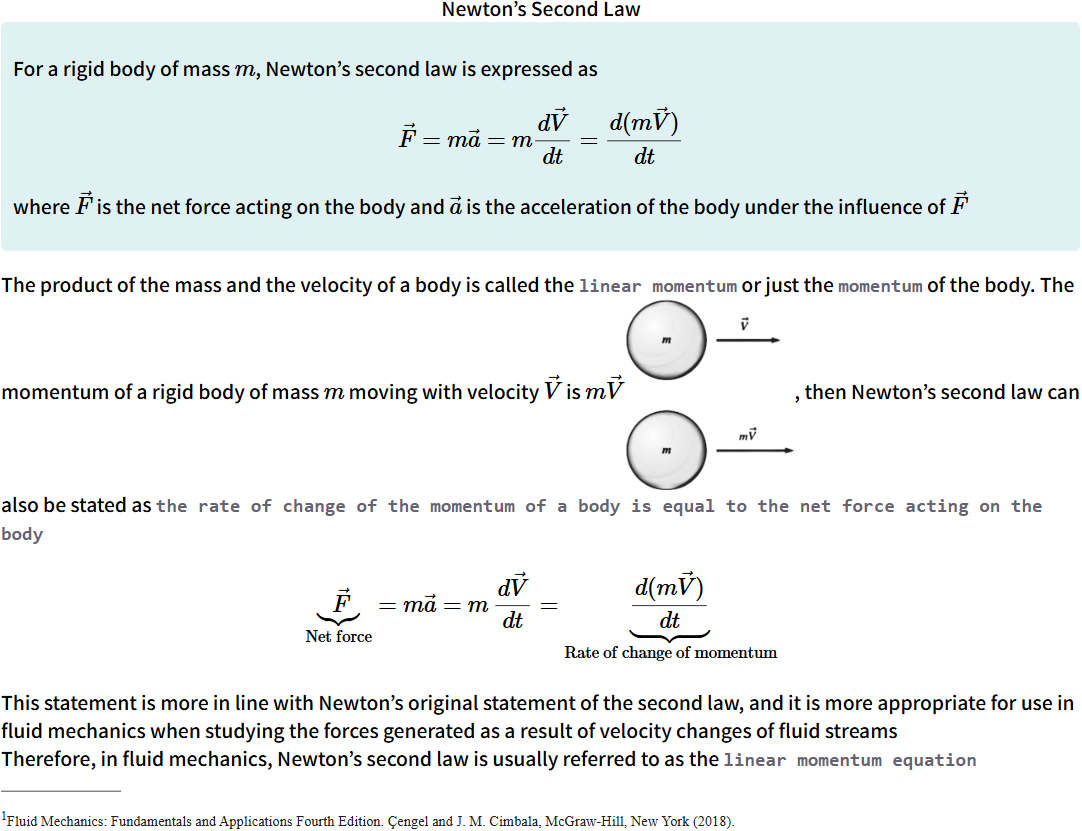 Newton’s Second Law
For a rigid body of mass m, Newton’s second law is expressed as
$\vec{F} = m\vec{a} = m\frac{d\vec{V}}{dt} = \frac{d(m\vec{V})}{dt}$
where $\vec{F}$ is the net force acting on the body and $\vec{a}$ is the acceleration of the body under the influence of $\vec{F}$
The product of the mass and the velocity of a body is called the linear momentum or just the momentum of the body. The
m $\vec{V}$
momentum of a rigid body of mass m moving with velocity $\vec{V}$ is $m\vec{V}$ , then Newton’s second law can
m $m\vec{V}$
also be stated as the rate of change of the momentum of a body is equal to the net force acting on the
body
$\underbrace{\vec{F}}_{\text{Net force}} = m\vec{a} = m\frac{d\vec{V}}{dt} = \underbrace{\frac{d(m\vec{V})}{dt}}_{\text{Rate of change of momentum}}$
This statement is more in line with Newton’s original statement of the second law, and it is more appropriate for use in
fluid mechanics when studying the forces generated as a result of velocity changes of fluid streams
Therefore, in fluid mechanics, Newton’s second law is usually referred to as the linear momentum equation
1Fluid Mechanics: Fundamentals and Applications Fourth Edition. Çengel and J. M. Cimbala, McGraw-Hill, New York (2018).